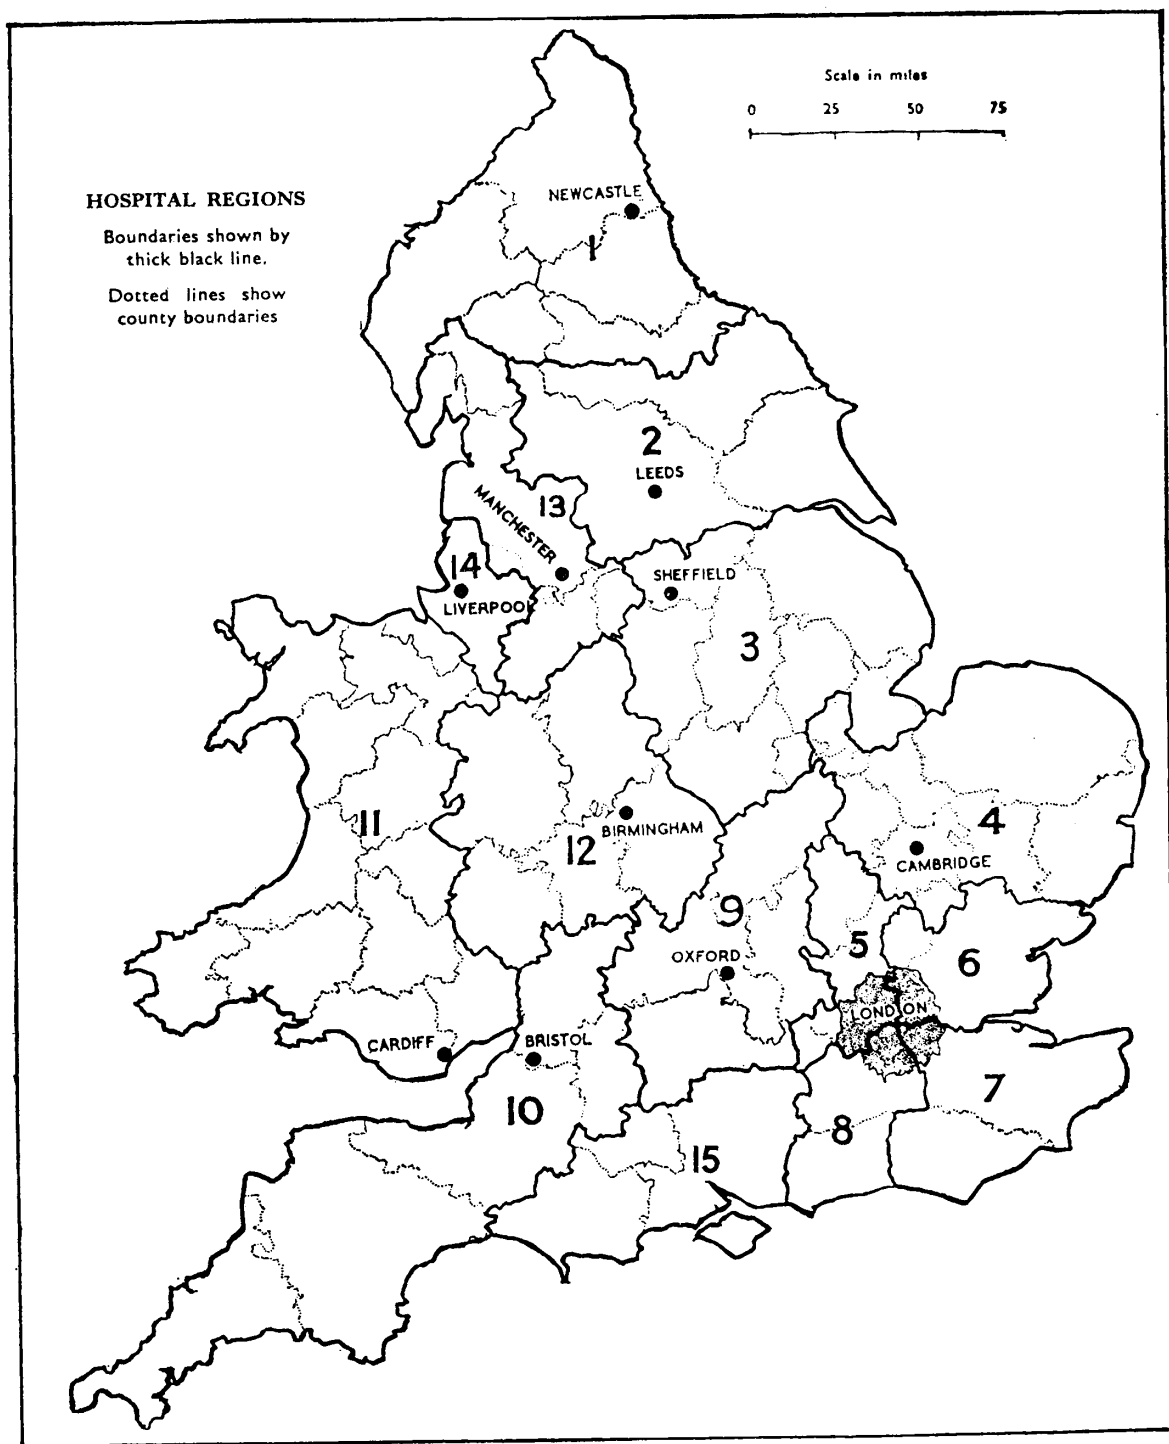 Scale in miles
0 25 50 75
HOSPITAL REGIONS
Boundaries shown by
thick black line.
Dotted lines show
county boundaries
NEWCASTLE
1
2
LEEDS
13
MANCHESTER
14
LIVERPOOL
SHEFFIELD
3
11
12
BIRMINGHAM
4
CAMBRIDGE
9
OXFORD
5
6
LONDON
CARDIFF
BRISTOL
10
7
8
15